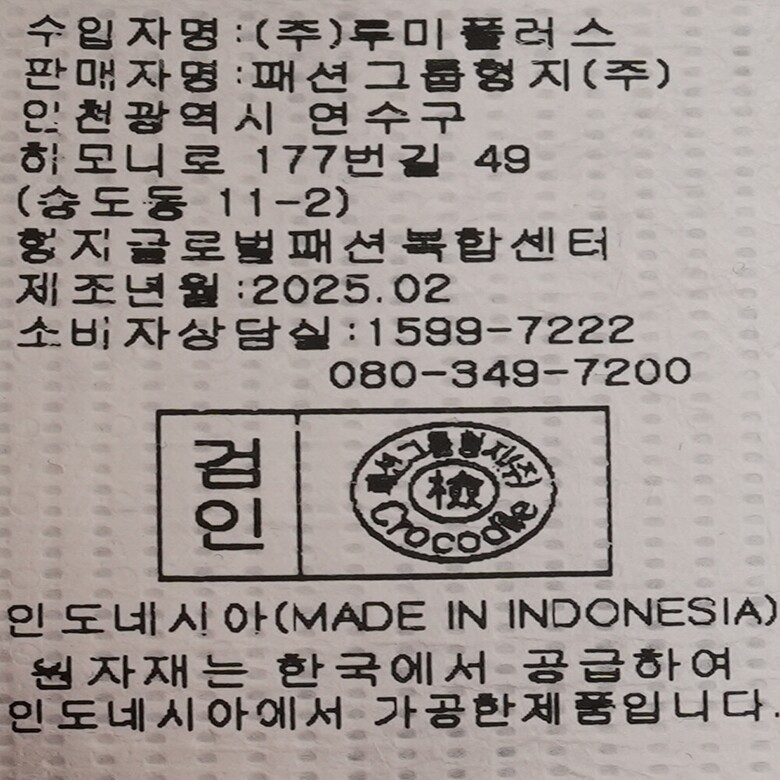 수입자명:(주)루미플러스
판매자명:패션그룹형지(주)
인천광역시 연수구
하모니로 177번길 49
(송도동 11-2)
형지글로벌패션복합센터
제조년월:2025.02
소비자상담실:1599-7222
080-349-7200
검인
패션그룹형지(주)
檢
Crocodile
인도네시아(MADE IN INDONESIA)
원자재는 한국에서 공급하여
인도네시아에서 가공한제품입니다.